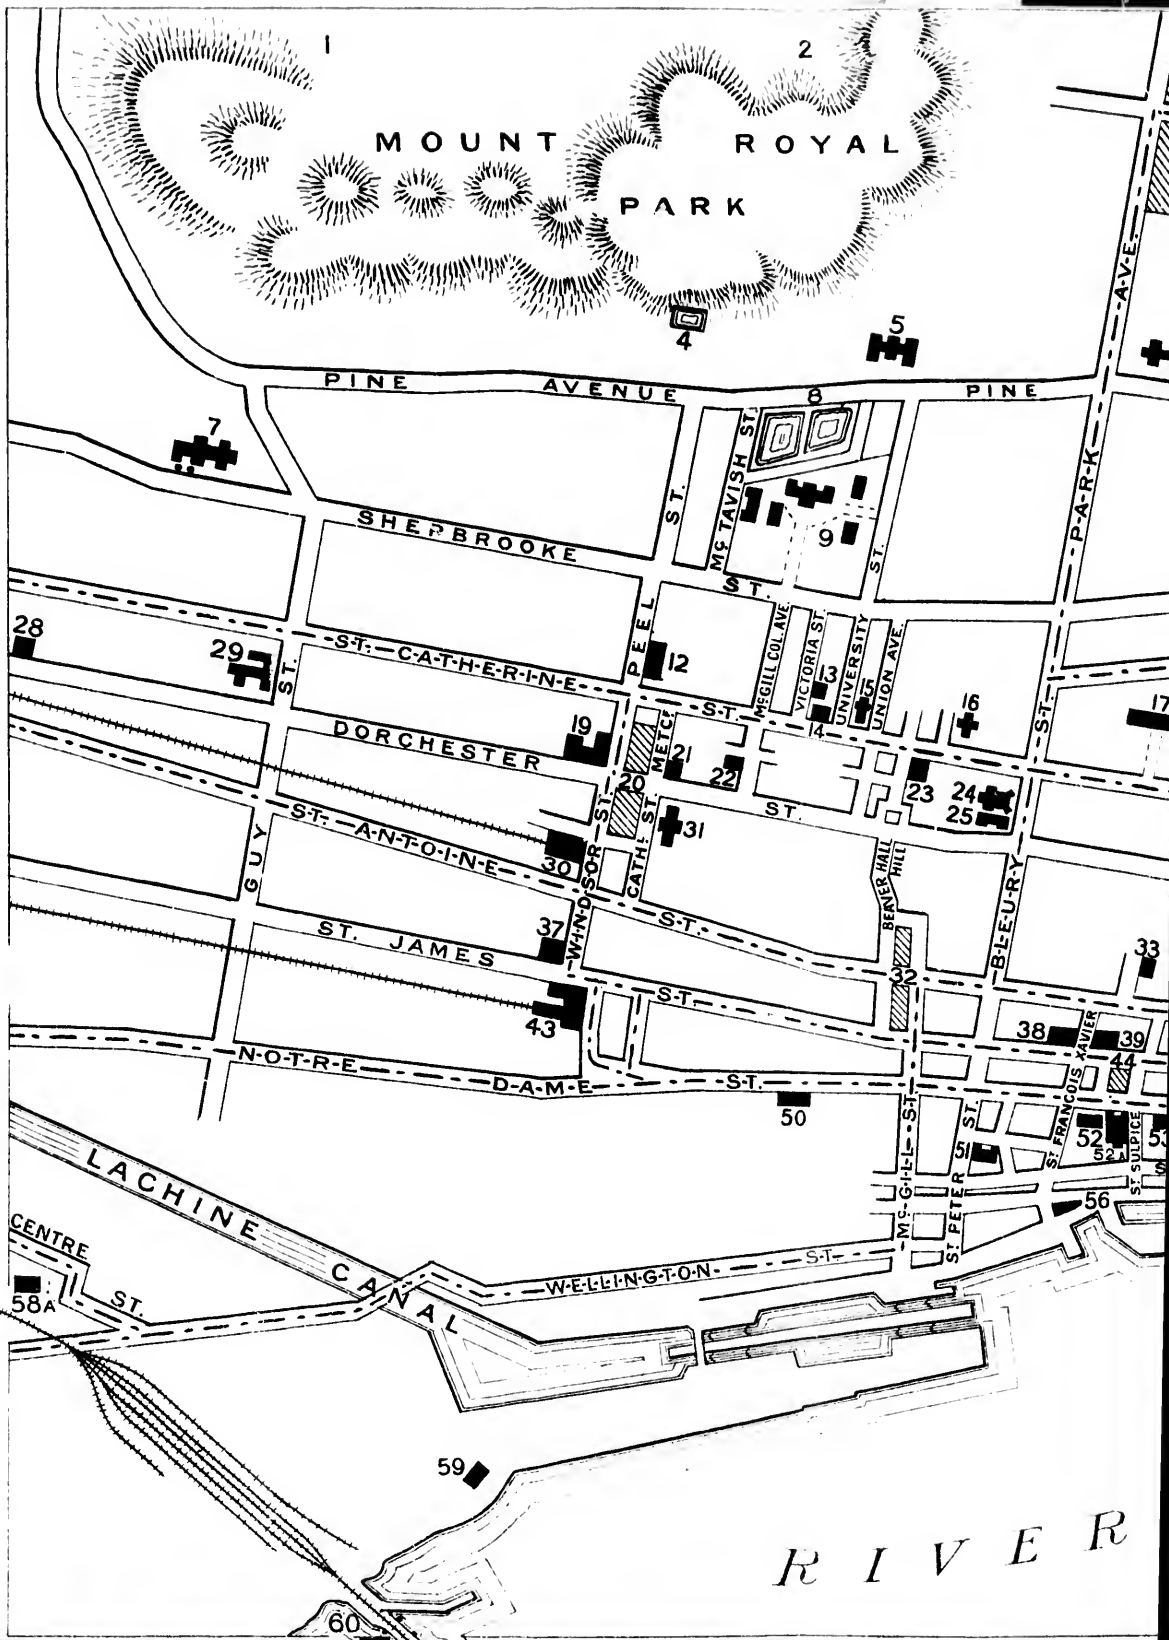 1
2
MOUNT ROYAL
PARK
4
5
PINE AVENUE PINE
PARK AVE.
7
8
McTAVISH ST.
9
SHERBROOKE ST.
PEEL ST.
McGILL COL. AVE.
VICTORIA ST.
UNIVERSITY ST.
UNION AVE.
12
13
14
15
16
17
28
29
ST. CATHERINE ST.
19
20
METCF
21
22
23
24
25
DORCHESTER ST.
GUY ST.
30
31
ST. ANTOINE ST.
WINDSOR ST.
CATH. ST.
BEAVER HALL HILL
BLEURY ST.
32
33
37
ST. JAMES ST.
38
39
43
44
NOTRE DAME ST.
50
51
52
52A
53
ST. FRANCOIS XAVIER
ST. SULPICE
S
McGILL ST.
ST. PETER ST.
56
LACHINE CANAL
CENTRE ST.
58A
WELLINGTON ST.
59
60
RIVER